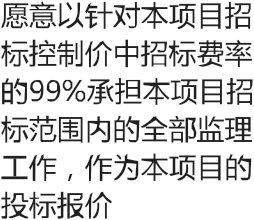 愿意以针对本项目招
标控制价中招标费率
的99%承担本项目招
标范围内的全部监理
工作，作为本项目的
投标报价